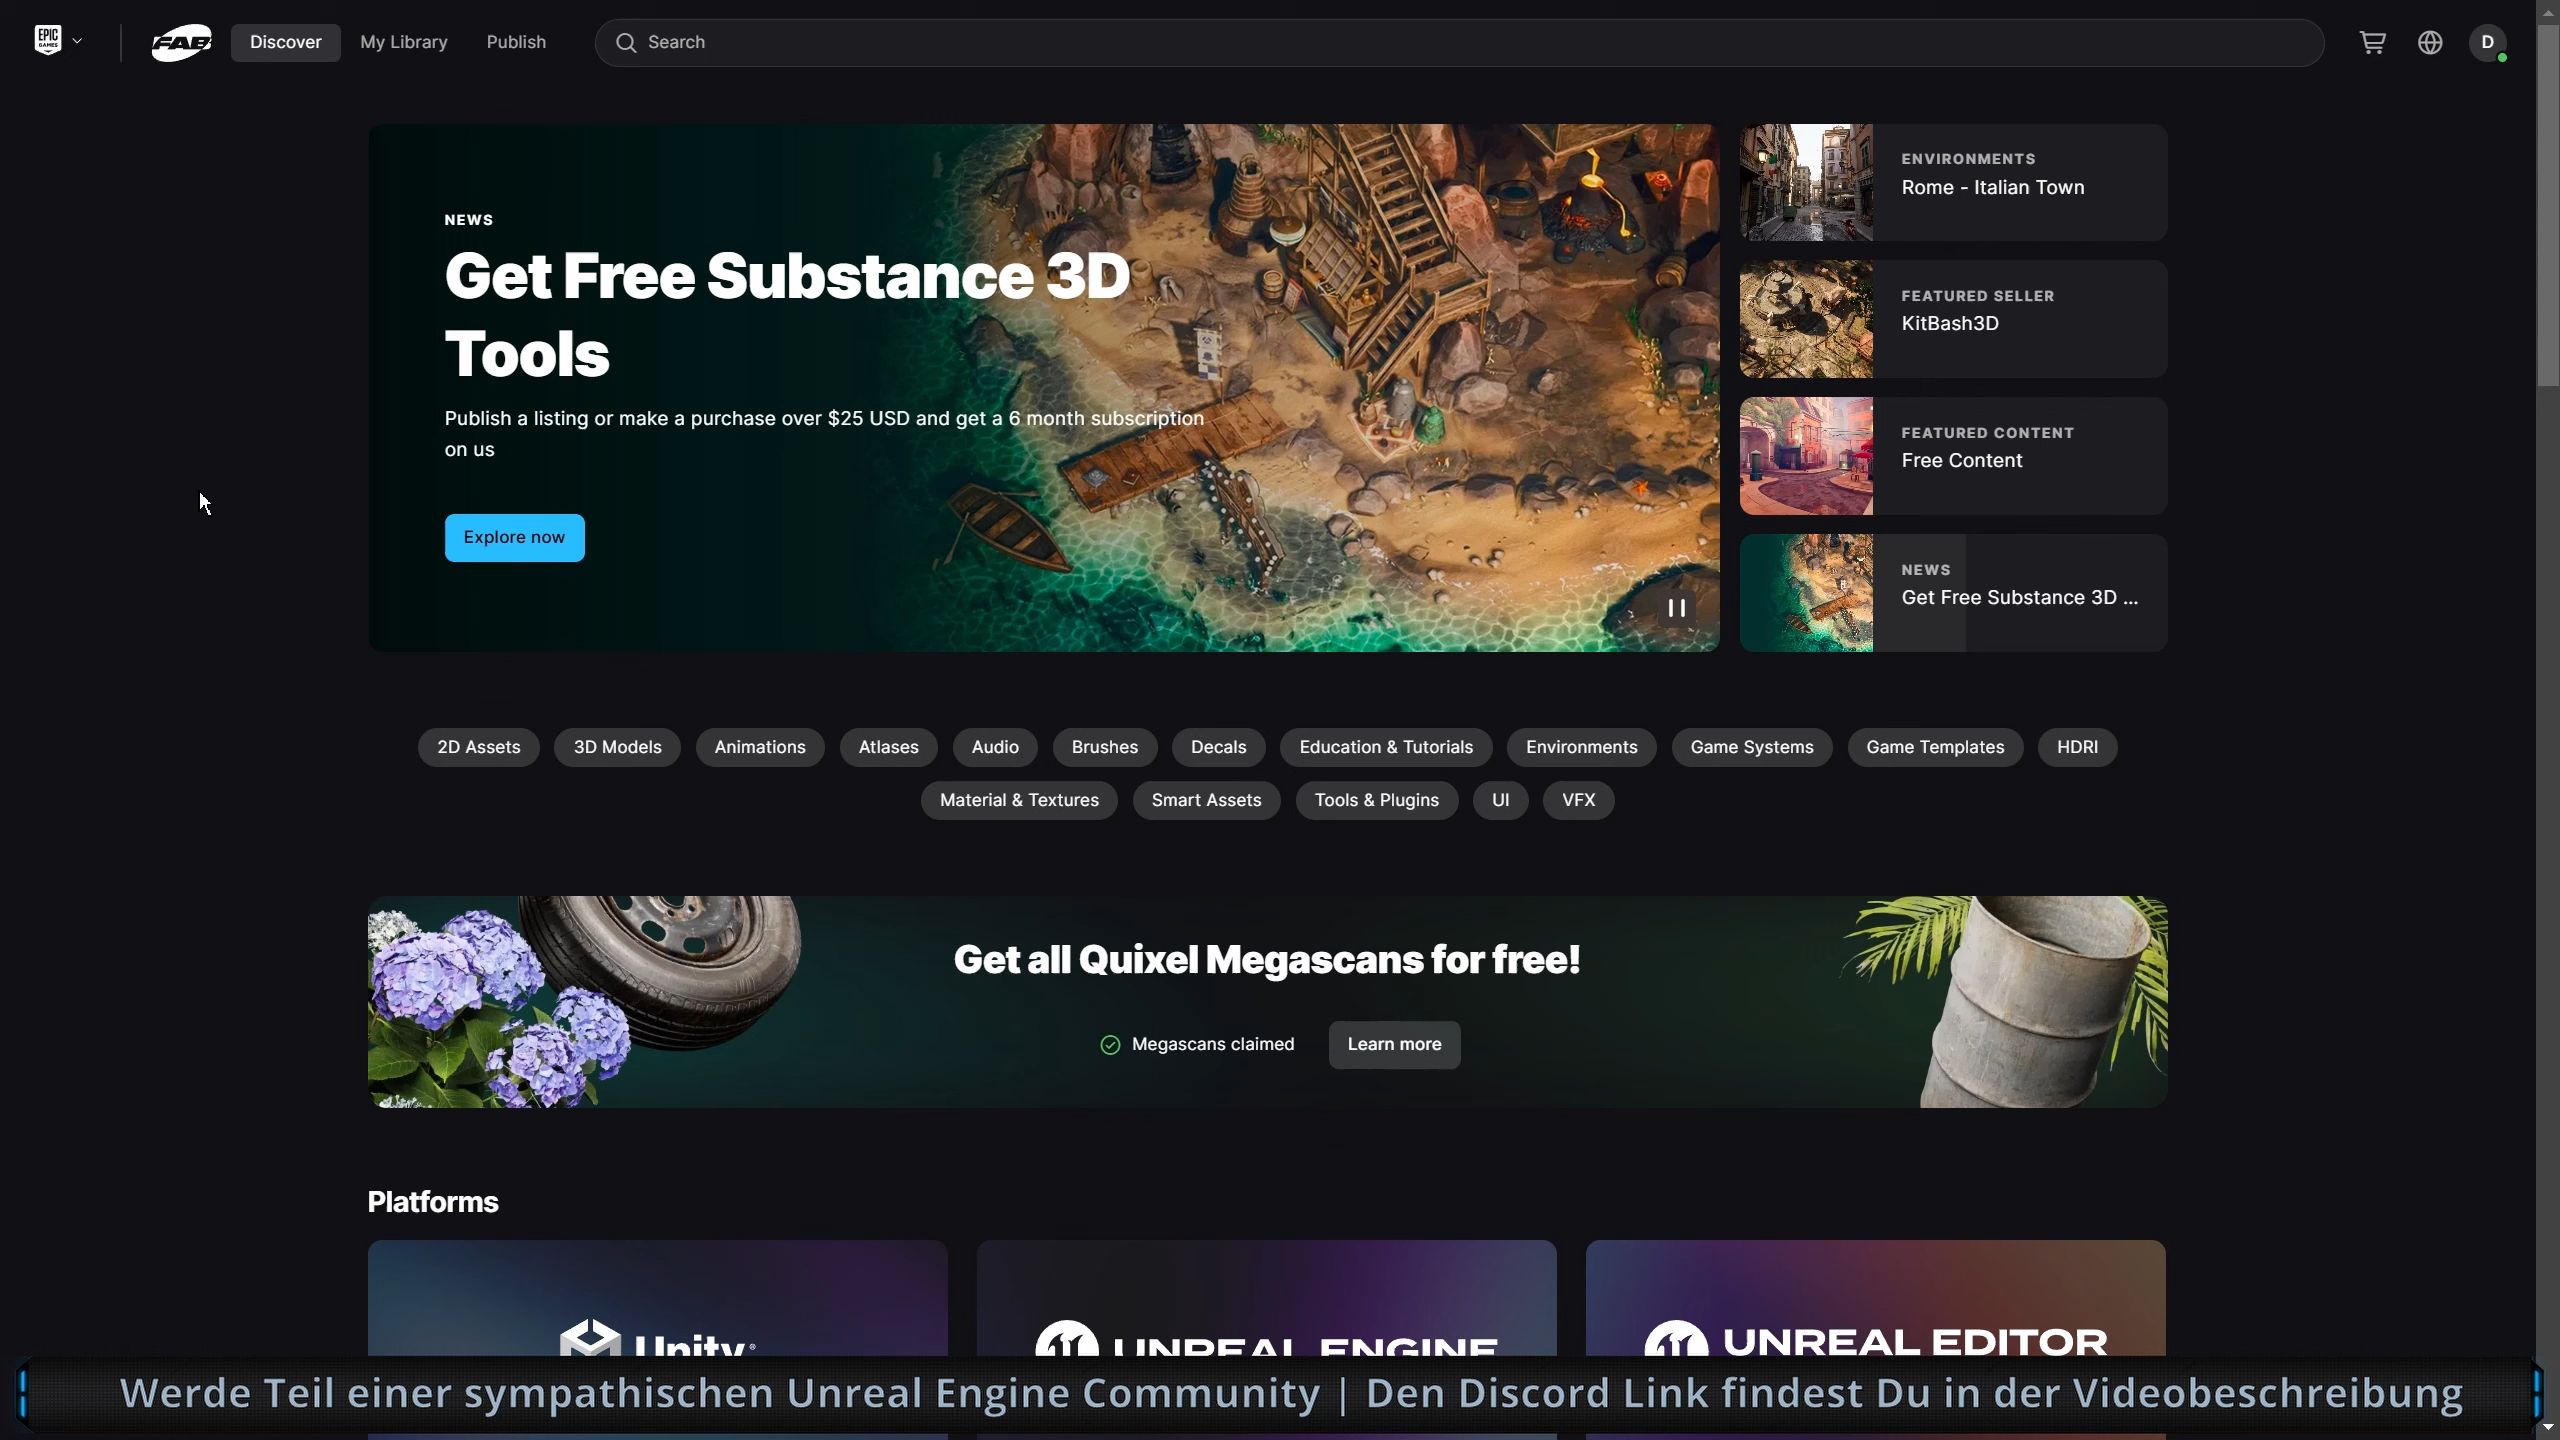 EPIC GAMES
FAB
Discover
My Library
Publish
Search
D
NEWS
Get Free Substance 3D
Tools
Publish a listing or make a purchase over $25 USD and get a 6 month subscription
on us
Explore now
ENVIRONMENTS
Rome - Italian Town
FEATURED SELLER
KitBash3D
FEATURED CONTENT
Free Content
NEWS
Get Free Substance 3D ...
2D Assets
3D Models
Animations
Atlases
Audio
Brushes
Decals
Education & Tutorials
Environments
Game Systems
Game Templates
HDRI
Material & Textures
Smart Assets
Tools & Plugins
UI
VFX
Get all Quixel Megascans for free!
Megascans claimed
Learn more
Platforms
Unity
UNREAL ENGINE
UNREAL EDITOR
Werde Teil einer sympathischen Unreal Engine Community | Den Discord Link findest Du in der Videobeschreibung